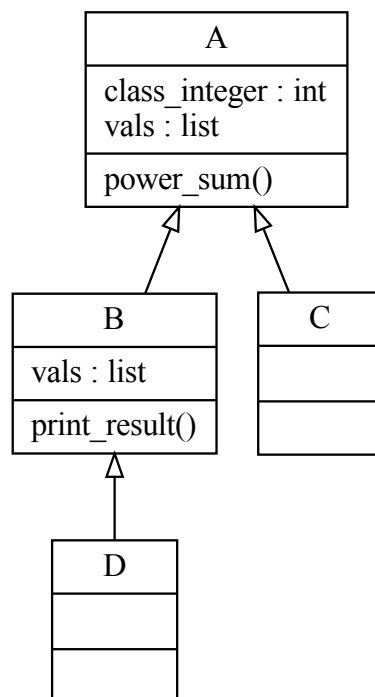 A
class_integer : int
vals : list
power_sum()
B
vals : list
print_result()
C
D